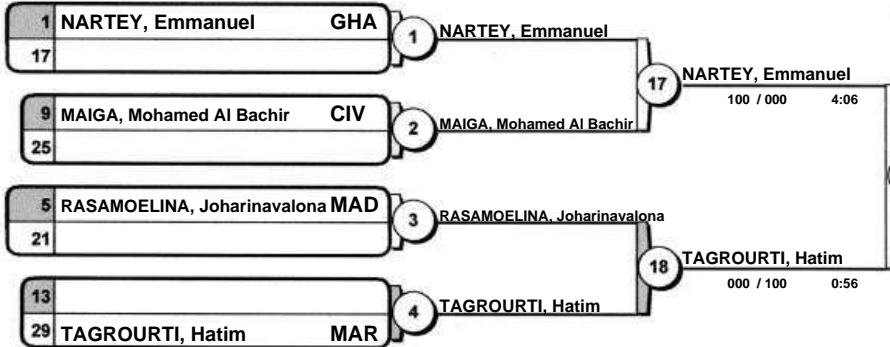 1 NARTEY, Emmanuel GHA
17
1
NARTEY, Emmanuel
9 MAIGA, Mohamed Al Bachir CIV
25
2
MAIGA, Mohamed Al Bachir
17
NARTEY, Emmanuel
100 / 000 4:06
5 RASAMOELINA, Joharinavalona MAD
21
3
RASAMOELINA, Joharinavalona
13
29 TAGROURTI, Hatim MAR
4
TAGROURTI, Hatim
18
TAGROURTI, Hatim
000 / 100 0:56